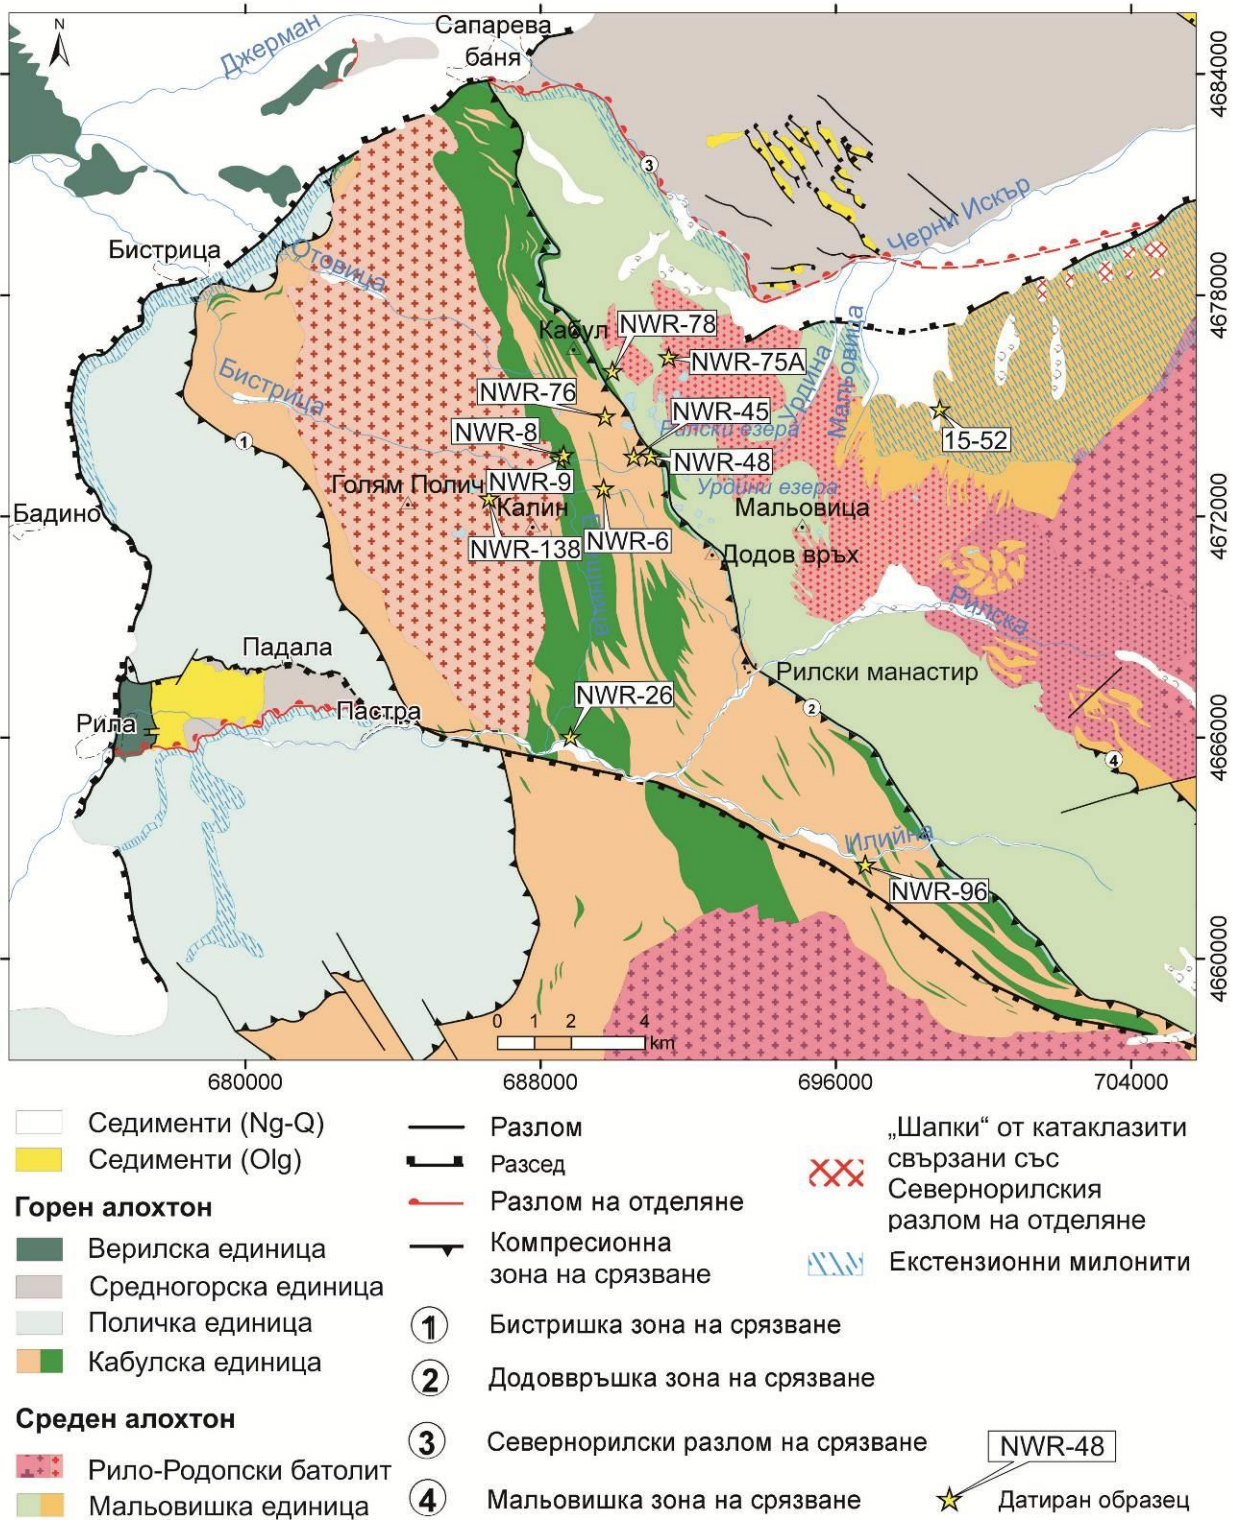 N
Джерман
Сапарева
баня
4684000
3
Черни Искър
Бистрица
Отовица
4678000
Кабул
NWR-78
NWR-75A
Урдина
Мальовица
Бистрица
NWR-76
NWR-45
Рилски езера
NWR-8
NWR-48
15-52
1
NWR-9
Голям Полич
Калин
Урдини езера
Мальовица
4672000
Бадино
NWR-138
NWR-6
Додов връх
Рилска
Падала
Рилски манастир
NWR-26
Пастра
Рила
2
4666000
4
Илийна
NWR-96
4660000
0 1 2 4
km
680000 688000 696000 704000
Седименти (Ng-Q)
Седименти (Olg)
Горен алохтон
Верилска единица
Средногорска единица
Поличка единица
Кабулска единица
Среден алохтон
Рило-Родопски батолит
Мальовишка единица
Разлом
Разсед
Разлом на отделяне
Компресионна
зона на срязване
1 Бистришка зона на срязване
2 Додоввръшка зона на срязване
3 Севернорилски разлом на срязване
4 Мальовишка зона на срязване
„Шапки“ от катаклазити
свързани със
Севернорилския
разлом на отделяне
Екстензионни милонити
NWR-48
Датиран образец